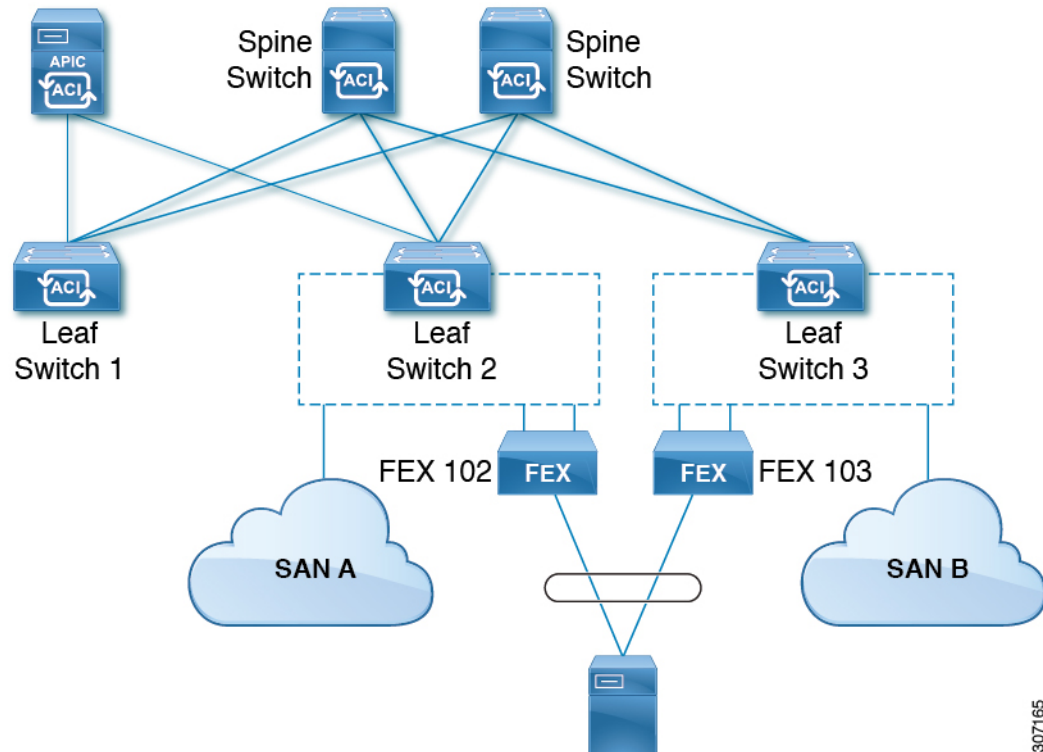 APIC
ACI
Spine
Switch
ACI
ACI
Spine
Switch
ACI
Leaf
Switch 1
ACI
Leaf
Switch 2
ACI
Leaf
Switch 3
FEX 102
FEX
FEX
FEX 103
SAN A
SAN B
307165